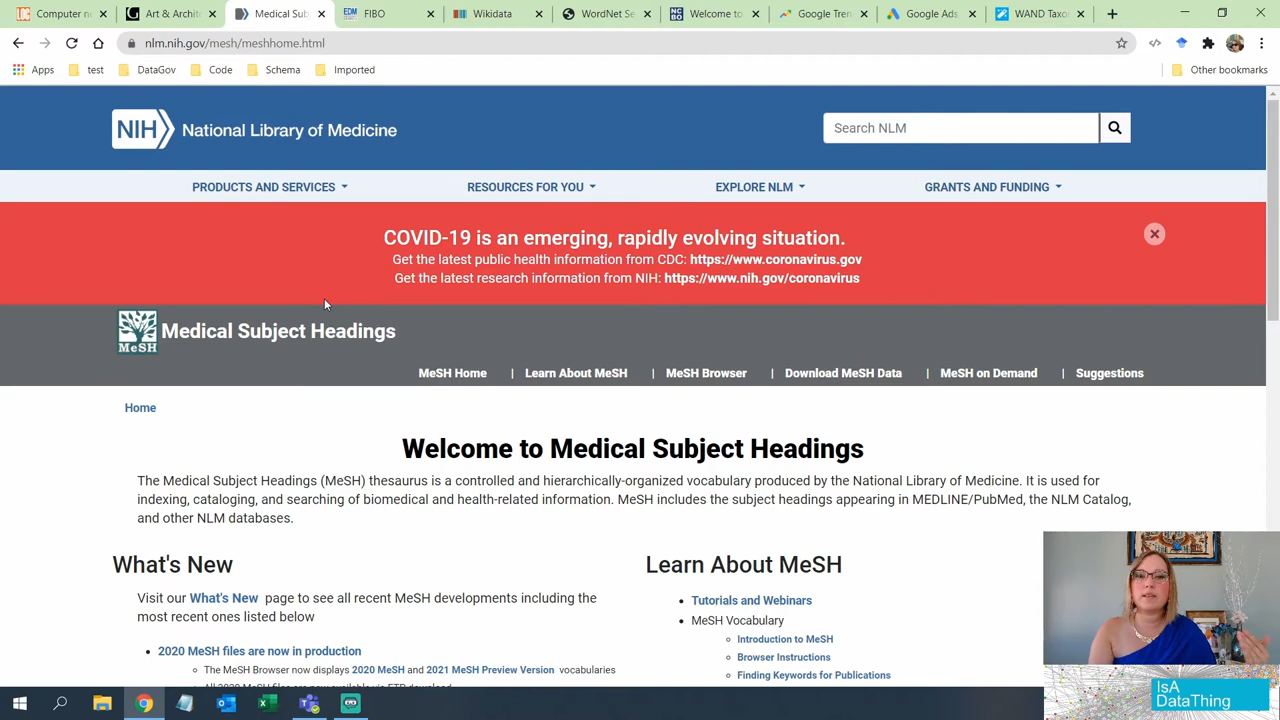 Computer ne
Art & Archite
Medical Sub
FIBO
Wikidata
WordNet Se
Welcome to
Google Tren
Google Ads
WAND Taxo
nlm.nih.gov/mesh/meshhome.html
Apps
test
DataGov
Code
Schema
Imported
Other bookmarks
NIH National Library of Medicine
Search NLM
PRODUCTS AND SERVICES
RESOURCES FOR YOU
EXPLORE NLM
GRANTS AND FUNDING
COVID-19 is an emerging, rapidly evolving situation.
Get the latest public health information from CDC: https://www.coronavirus.gov
Get the latest research information from NIH: https://www.nih.gov/coronavirus
MeSH
Medical Subject Headings
MeSH Home | Learn About MeSH | MeSH Browser | Download MeSH Data | MeSH on Demand | Suggestions
Home
Welcome to Medical Subject Headings
The Medical Subject Headings (MeSH) thesaurus is a controlled and hierarchically-organized vocabulary produced by the National Library of Medicine. It is used for
indexing, cataloging, and searching of biomedical and health-related information. MeSH includes the subject headings appearing in MEDLINE/PubMed, the NLM Catalog,
and other NLM databases.
What's New
Visit our What's New page to see all recent MeSH developments including the
most recent ones listed below
2020 MeSH files are now in production
The MeSH Browser now displays 2020 MeSH and 2021 MeSH Preview Version vocabularies
Learn About MeSH
Tutorials and Webinars
MeSH Vocabulary
Introduction to MeSH
Browser Instructions
Finding Keywords for Publications
IsA
DataThing